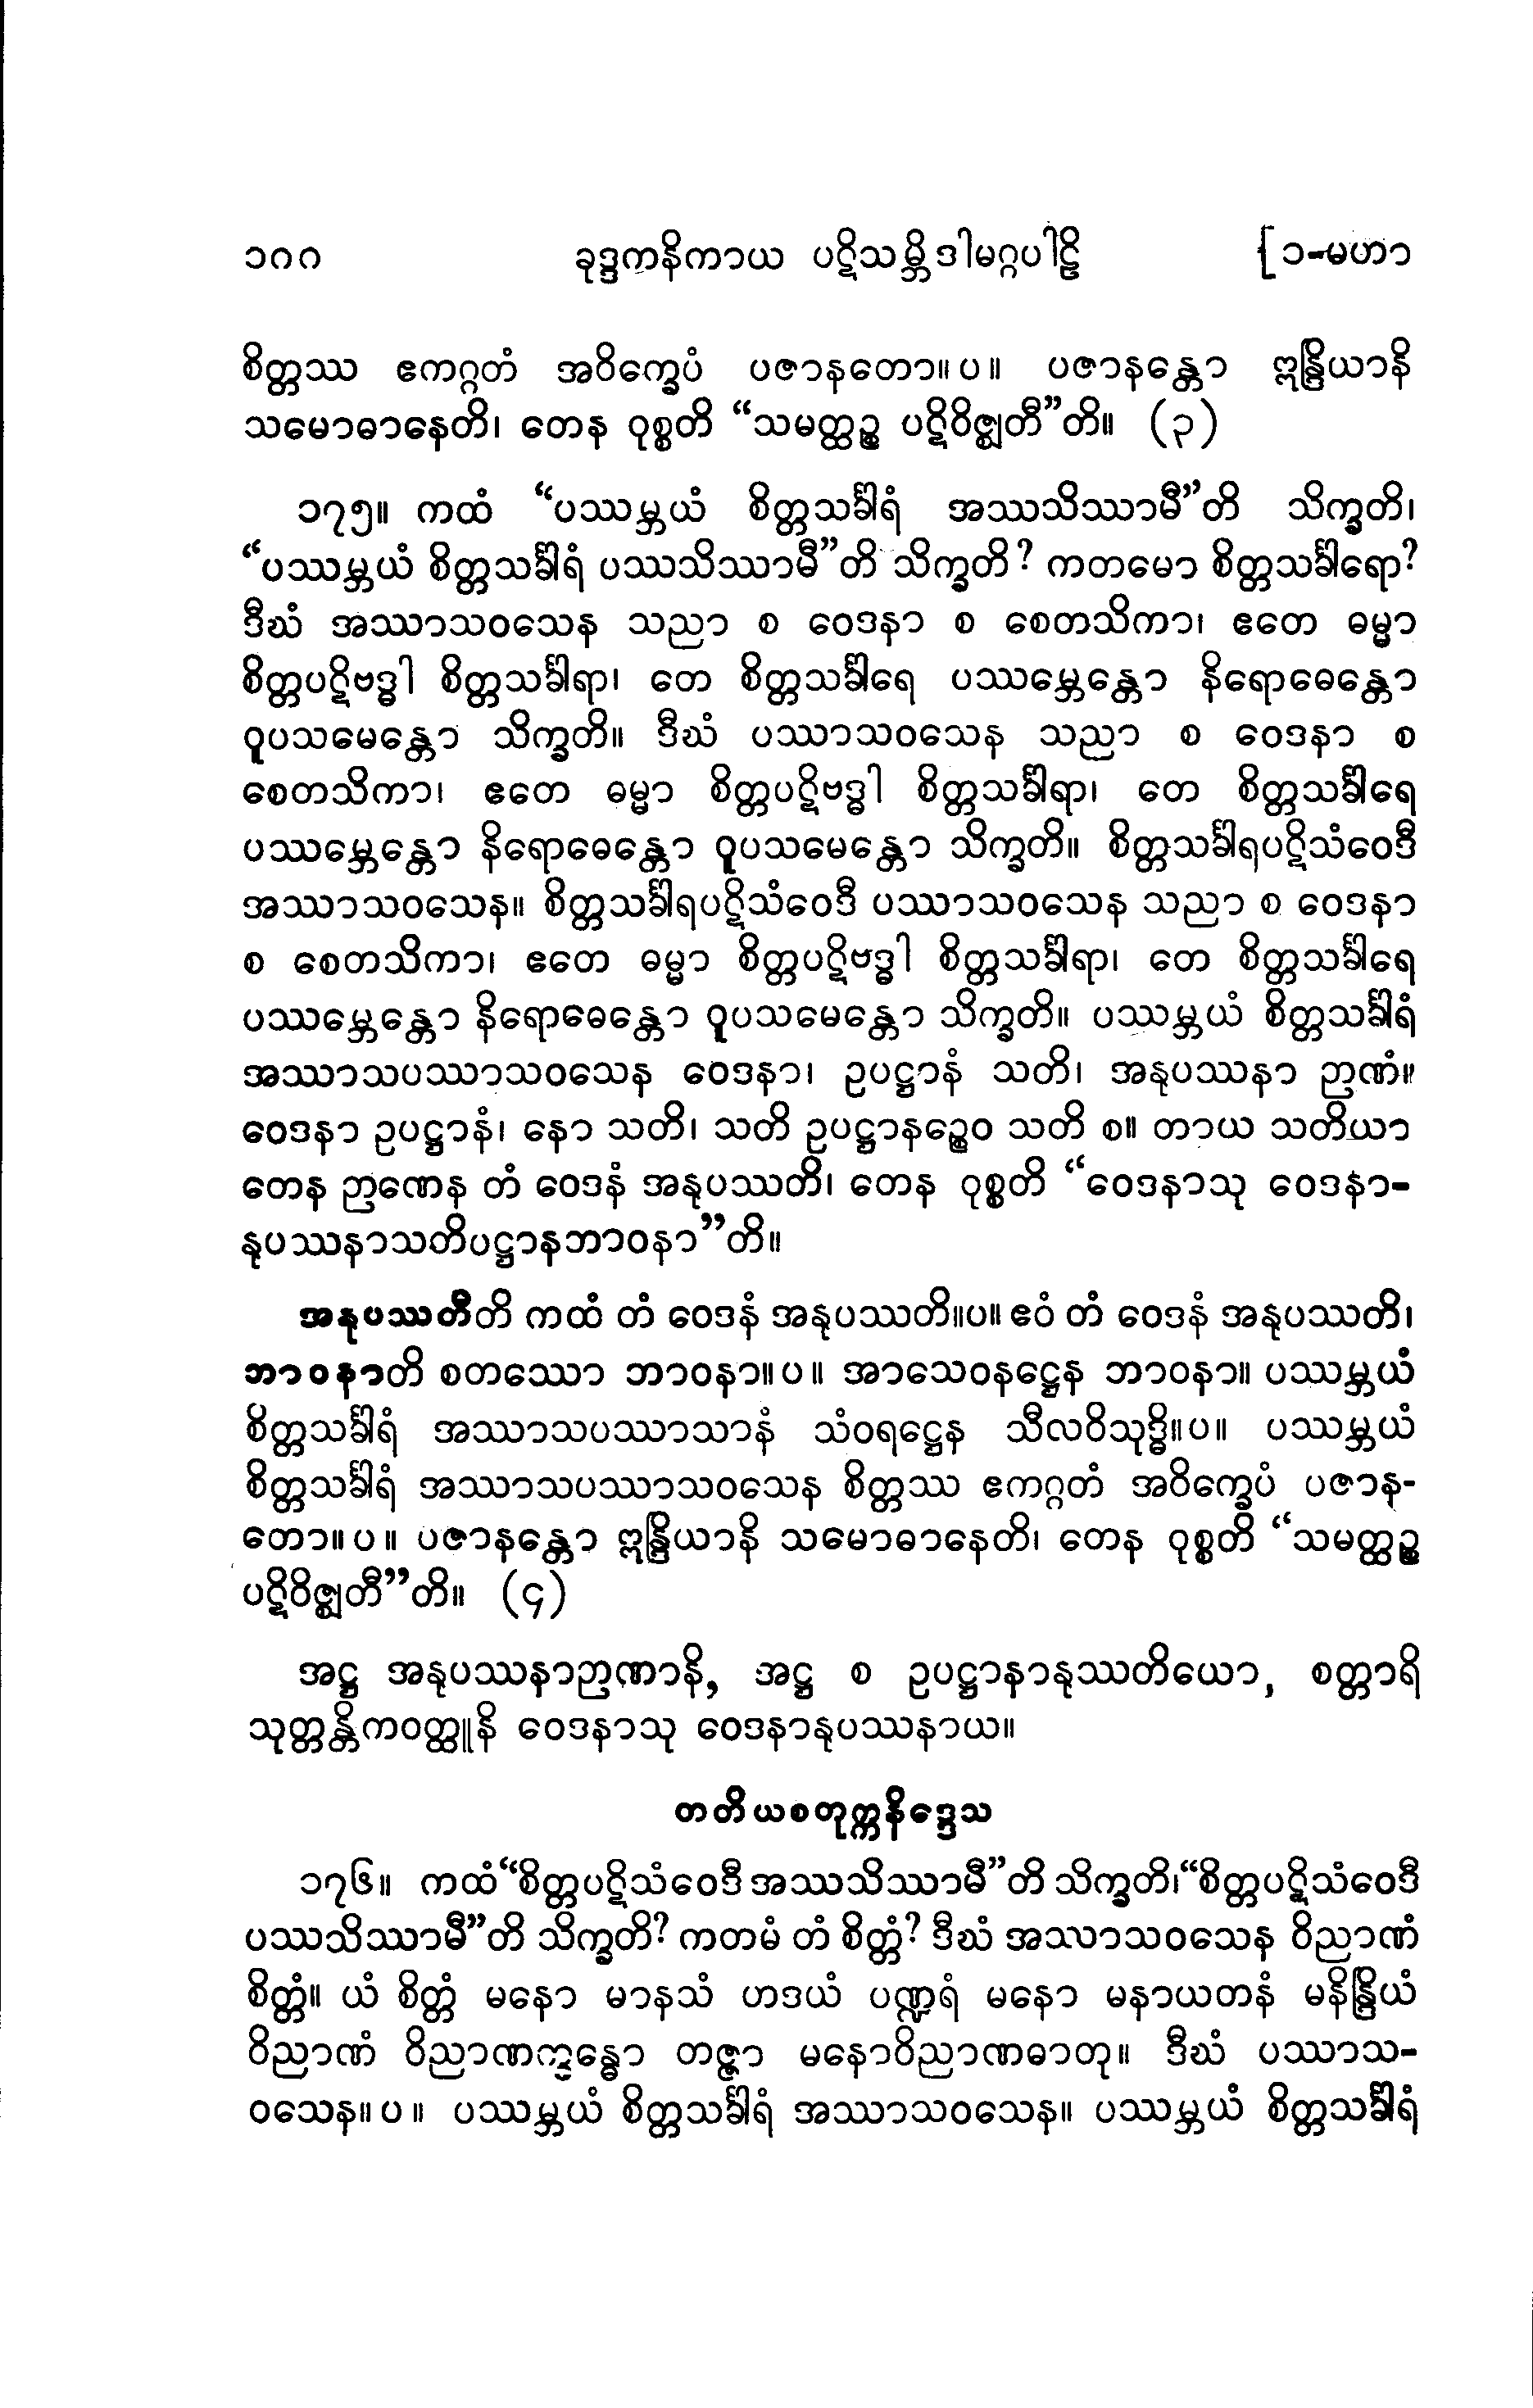 ၁၈၈ ခုဒ္ဒကနိကာယ ပဋိသမ္ဘိဒါမဂ္ဂပါဠိ [၁-မဟာ
စိတ္တဿ ဧကဂ္ဂတံ အဝိက္ခေပံ ပဇာနတော။ပ။ ပဇာနန္တော ဣန္ဒြိယာနိ
သမောဓာနေတိ၊ တေန ဝုစ္စတိ “သမတ္ထဉ္စ ပဋိဝိဇ္ဈတီ”တိ။ (၃)
၁၇၅။ ကထံ “ပဿမ္ဘယံ စိတ္တသင်္ခါရံ အဿသိဿာမီ”တိ သိက္ခတိ၊
“ပဿမ္ဘယံ စိတ္တသင်္ခါရံ ပဿသိဿာမီ”တိ သိက္ခတိ? ကတမော စိတ္တသင်္ခါရော?
ဒီဃံ အဿာသဝသေန သညာ စ ဝေဒနာ စ စေတသိကာ၊ ဧတေ ဓမ္မာ
စိတ္တပဋိဗဒ္ဓါ စိတ္တသင်္ခါရာ၊ တေ စိတ္တသင်္ခါရေ ပဿမ္ဘေန္တော နိရောဓေန္တော
ဝူပသမေန္တော သိက္ခတိ။ ဒီဃံ ပဿာသဝသေန သညာ စ ဝေဒနာ စ
စေတသိကာ၊ ဧတေ ဓမ္မာ စိတ္တပဋိဗဒ္ဓါ စိတ္တသင်္ခါရာ၊ တေ စိတ္တသင်္ခါရေ
ပဿမ္ဘေန္တော နိရောဓေန္တော ဝူပသမေန္တော သိက္ခတိ။ စိတ္တသင်္ခါရပဋိသံဝေဒီ
အဿာသဝသေန။ စိတ္တသင်္ခါရပဋိသံဝေဒီ ပဿာသဝသေန သညာ စ ဝေဒနာ
စ စေတသိကာ၊ ဧတေ ဓမ္မာ စိတ္တပဋိဗဒ္ဓါ စိတ္တသင်္ခါရာ၊ တေ စိတ္တသင်္ခါရေ
ပဿမ္ဘေန္တော နိရောဓေန္တော ဝူပသမေန္တော သိက္ခတိ။ ပဿမ္ဘယံ စိတ္တသင်္ခါရံ
အဿာသပဿာသဝသေန ဝေဒနာ၊ ဥပဋ္ဌာနံ သတိ၊ အနုပဿနာ ဉာဏံ။
ဝေဒနာ ဥပဋ္ဌာနံ၊ နော သတိ၊ သတိ ဥပဋ္ဌာနဉ္စေဝ သတိ စ။ တာယ သတိယာ
တေန ဉာဏေန တံ ဝေဒနံ အနုပဿတိ၊ တေန ဝုစ္စတိ “ဝေဒနာသု ဝေဒနာ-
နုပဿနာသတိပဋ္ဌာနဘာဝနာ”တိ။
အနုပဿတီတိ ကထံ တံ ဝေဒနံ အနုပဿတိ။ပ။ ဧဝံ တံ ဝေဒနံ အနုပဿတိ၊
ဘာဝနာတိ စတဿော ဘာဝနာ။ပ။ အာသေဝနဋ္ဌေန ဘာဝနာ။ ပဿမ္ဘယံ
စိတ္တသင်္ခါရံ အဿာသပဿာသာနံ သံဝရဋ္ဌေန သီလဝိသုဒ္ဓိ။ပ။ ပဿမ္ဘယံ
စိတ္တသင်္ခါရံ အဿာသပဿာသဝသေန စိတ္တဿ ဧကဂ္ဂတံ အဝိက္ခေပံ ပဇာန-
တော။ပ။ ပဇာနန္တော ဣန္ဒြိယာနိ သမောဓာနေတိ၊ တေန ဝုစ္စတိ “သမတ္ထဉ္စ
ပဋိဝိဇ္ဈတီ”တိ။ (၄)
အဋ္ဌ အနုပဿနာဉာဏာနိ, အဋ္ဌ စ ဥပဋ္ဌာနာနုဿတိယော, စတ္တာရိ
သုတ္တန္တိကဝတ္ထူနိ ဝေဒနာသု ဝေဒနာနုပဿနာယ။
တတိယစတုက္ကနိဒ္ဒေသ
၁၇၆။ ကထံ“စိတ္တပဋိသံဝေဒီ အဿသိဿာမီ”တိ သိက္ခတိ၊“စိတ္တပဋိသံဝေဒီ
ပဿသိဿာမီ”တိ သိက္ခတိ? ကတမံ တံ စိတ္တံ? ဒီဃံ အဿာသဝသေန ဝိညာဏံ
စိတ္တံ။ ယံ စိတ္တံ မနော မာနသံ ဟဒယံ ပဏ္ဍရံ မနော မနာယတနံ မနိန္ဒြိယံ
ဝိညာဏံ ဝိညာဏက္ခန္ဓော တဇ္ဇာ မနောဝိညာဏဓာတု။ ဒီဃံ ပဿာသ-
ဝသေန။ပ။ ပဿမ္ဘယံ စိတ္တသင်္ခါရံ အဿာသဝသေန။ ပဿမ္ဘယံ စိတ္တသင်္ခါရံ